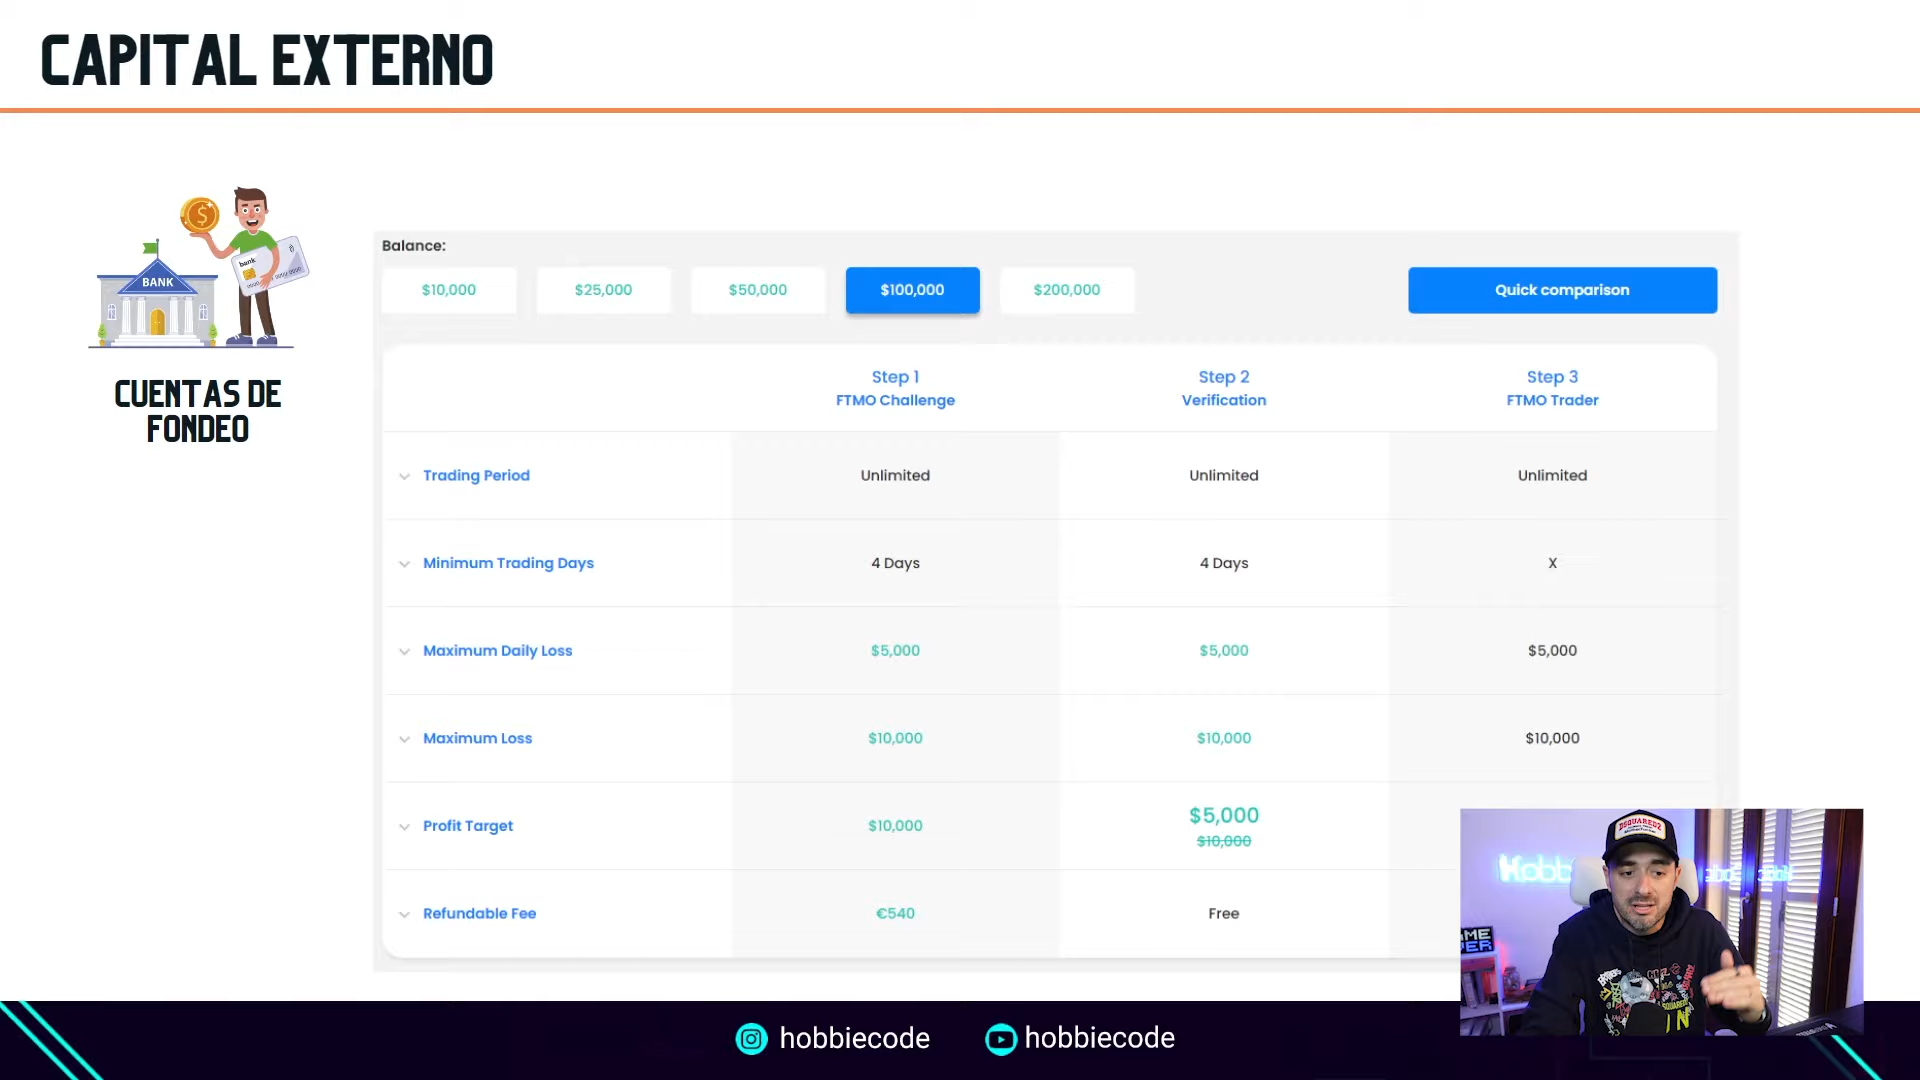 CAPITAL EXTERNO
BANK
bank
CUENTAS DE
FONDEO
Balance:
$10,000
$25,000
$50,000
$100,000
$200,000
Quick comparison
Step 1
FTMO Challenge
Step 2
Verification
Step 3
FTMO Trader
Trading Period
Unlimited
Unlimited
Unlimited
Minimum Trading Days
4 Days
4 Days
X
Maximum Daily Loss
$5,000
$5,000
$5,000
Maximum Loss
$10,000
$10,000
$10,000
Profit Target
$10,000
$5,000
$10,000
Refundable Fee
€540
Free
DSQUARED2
hobbiecode
hobbiecode